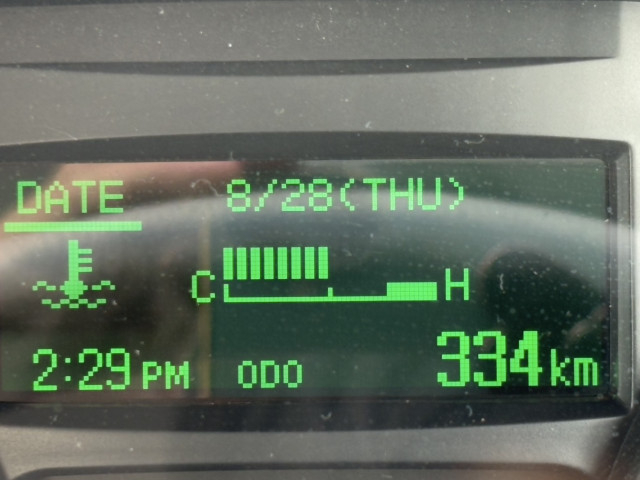 DATE 8/28(THU)
C H
2:29 PM ODO 334 km